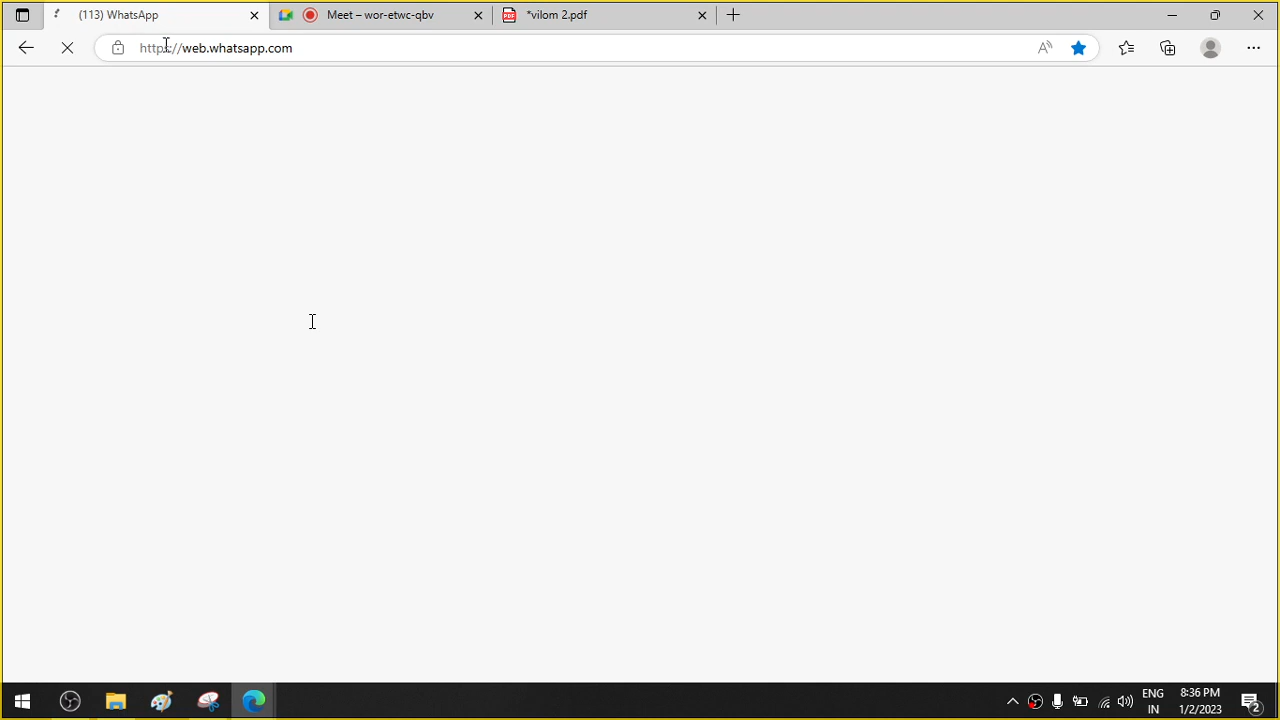 (113) WhatsApp
Meet – wor-etwc-qbv
PDF
*vilom 2.pdf
https://web.whatsapp.com
ENG
IN
8:36 PM
1/2/2023
2